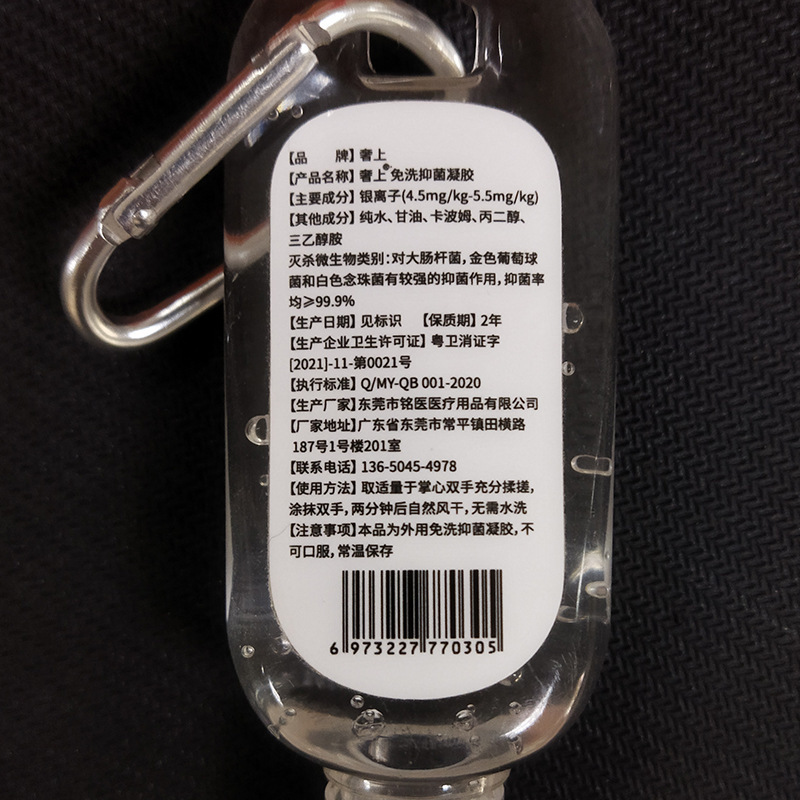 【品　　牌】奢上
【产品名称】奢上 免洗抑菌凝胶
【主要成分】银离子(4.5mg/kg-5.5mg/kg)
【其他成分】纯水、甘油、卡波姆、丙二醇、
三乙醇胺
灭杀微生物类别：对大肠杆菌，金色葡萄球
菌和白色念珠菌有较强的抑菌作用，抑菌率
均≥99.9%
【生产日期】见标识　【保质期】2年
【生产企业卫生许可证】粤卫消证字
[2021]-11-第0021号
【执行标准】Q/MY-QB 001-2020
【生产厂家】东莞市铭医医疗用品有限公司
【厂家地址】广东省东莞市常平镇田横路
187号1号楼201室
【联系电话】136-5045-4978
【使用方法】取适量于掌心双手充分揉搓，
涂抹双手，两分钟后自然风干，无需水洗
【注意事项】本品为外用免洗抑菌凝胶，不
可口服，常温保存
6 973227 770305